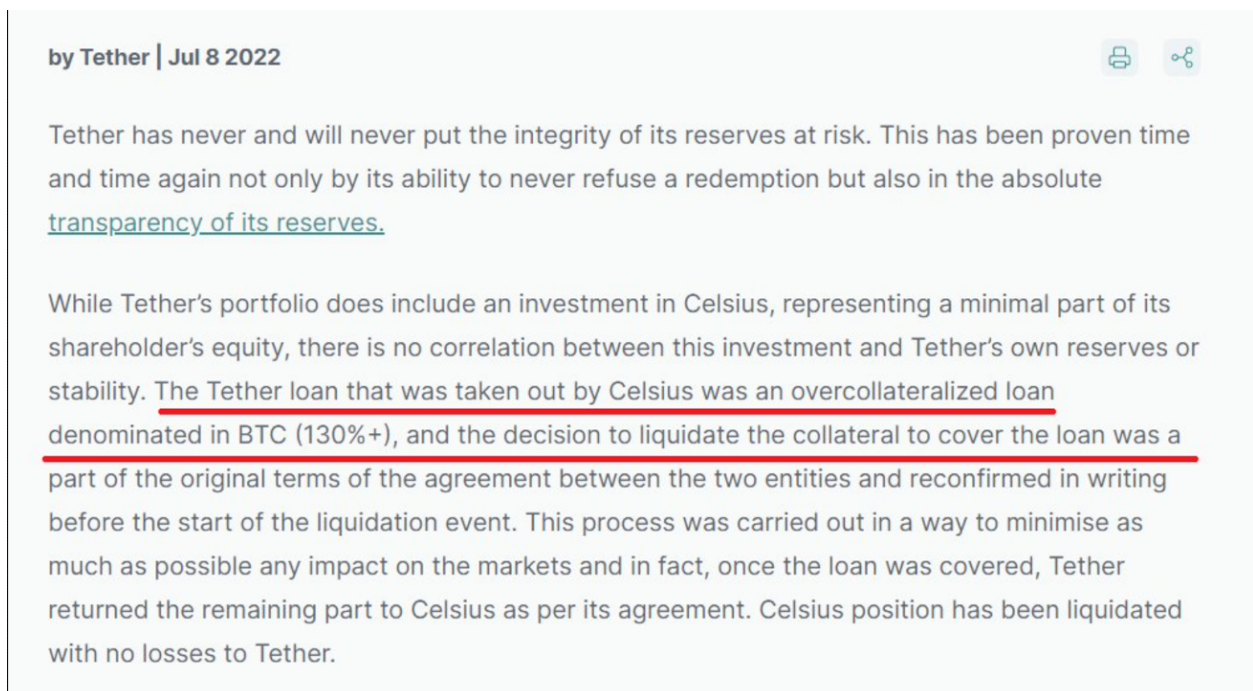 by Tether | Jul 8 2022
Tether has never and will never put the integrity of its reserves at risk. This has been proven time
and time again not only by its ability to never refuse a redemption but also in the absolute
transparency of its reserves.
While Tether’s portfolio does include an investment in Celsius, representing a minimal part of its
shareholder’s equity, there is no correlation between this investment and Tether’s own reserves or
stability. The Tether loan that was taken out by Celsius was an overcollateralized loan
denominated in BTC (130%+), and the decision to liquidate the collateral to cover the loan was a
part of the original terms of the agreement between the two entities and reconfirmed in writing
before the start of the liquidation event. This process was carried out in a way to minimise as
much as possible any impact on the markets and in fact, once the loan was covered, Tether
returned the remaining part to Celsius as per its agreement. Celsius position has been liquidated
with no losses to Tether.